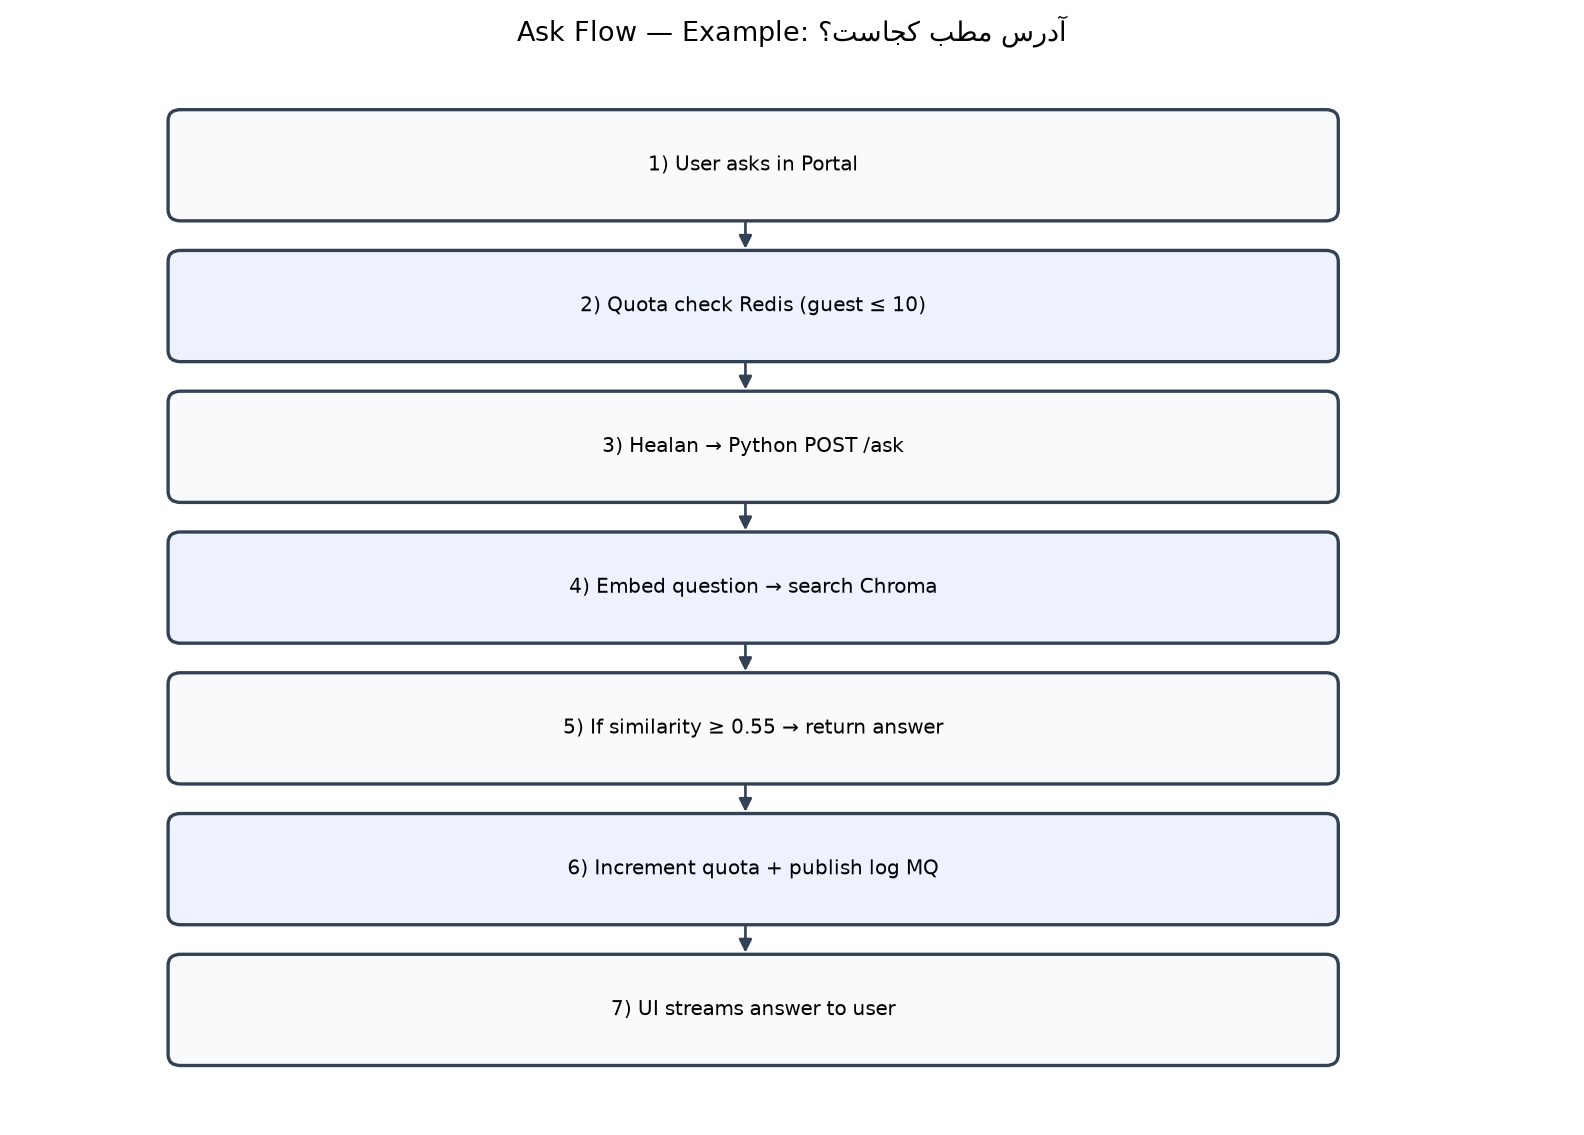 Ask Flow — Example: آدرس مطب کجاست؟
1) User asks in Portal
2) Quota check Redis (guest ≤ 10)
3) Healan → Python POST /ask
4) Embed question → search Chroma
5) If similarity ≥ 0.55 → return answer
6) Increment quota + publish log MQ
7) UI streams answer to user